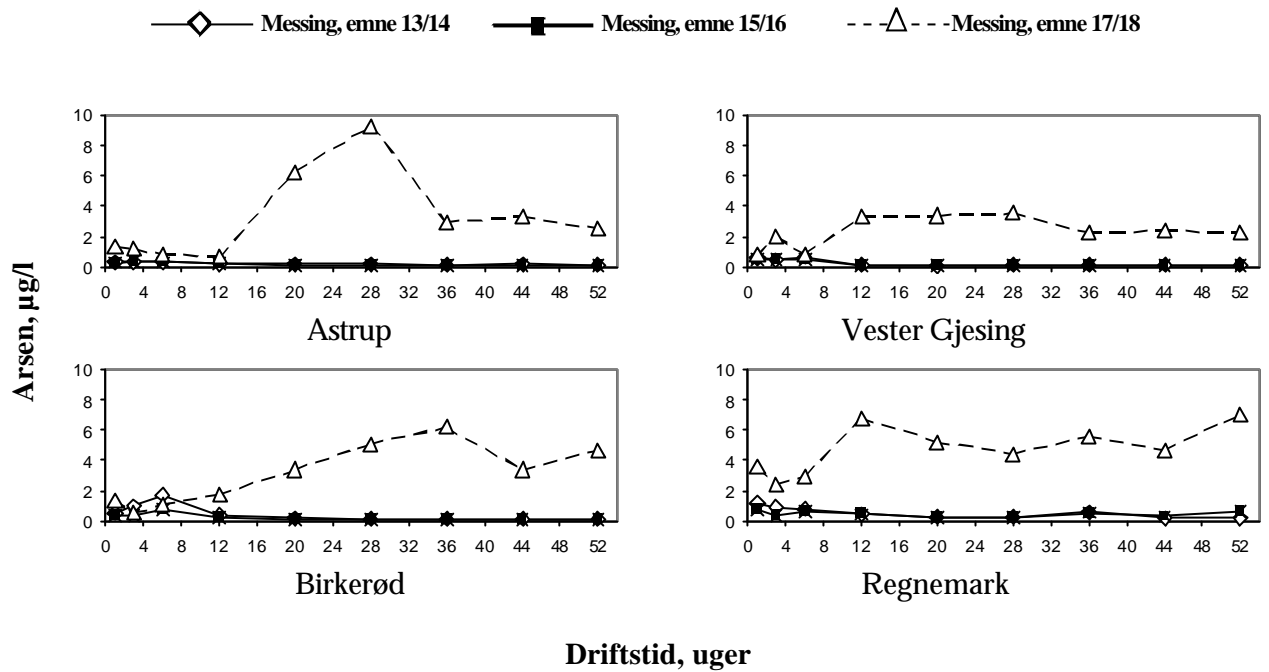 Messing, emne 13/14 Messing, emne 15/16 Messing, emne 17/18
Arsen, µg/l
10
8
6
4
2
0
0 4 8 12 16 20 24 28 32 36 40 44 48 52
Astrup
10
8
6
4
2
0
0 4 8 12 16 20 24 28 32 36 40 44 48 52
Vester Gjesing
10
8
6
4
2
0
0 4 8 12 16 20 24 28 32 36 40 44 48 52
Birkerød
10
8
6
4
2
0
0 4 8 12 16 20 24 28 32 36 40 44 48 52
Regnemark
Driftstid, uger